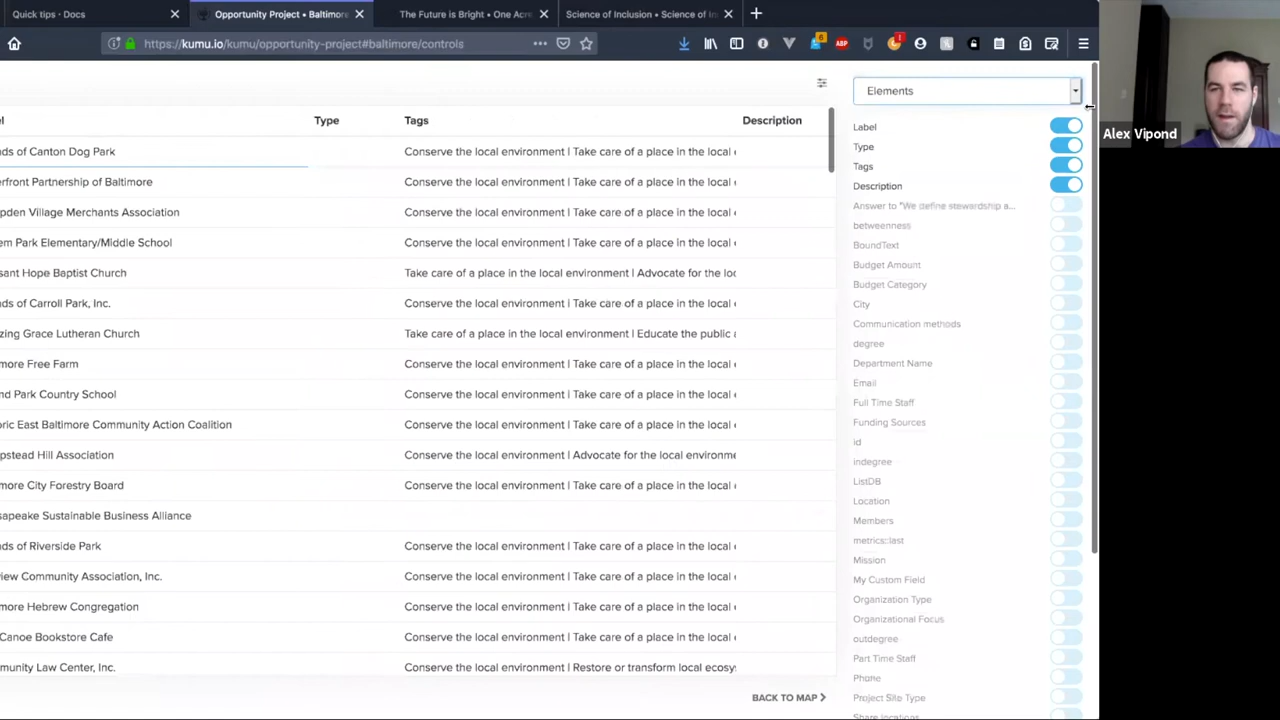 Quick tips - Docs
Opportunity Project • Baltimore
The Future is Bright • One Acre
Science of Inclusion • Science of In
https://kumu.io/kumu/opportunity-project#baltimore/controls
6
ABP
1
Elements
Alex Vipond
el Type Tags Description
nds of Canton Dog Park Conserve the local environment | Take care of a place in the local e
erfront Partnership of Baltimore Conserve the local environment | Take care of a place in the local e
pden Village Merchants Association Conserve the local environment | Take care of a place in the local e
em Park Elementary/Middle School Conserve the local environment | Take care of a place in the local e
sant Hope Baptist Church Take care of a place in the local environment | Advocate for the loc
nds of Carroll Park, Inc. Conserve the local environment | Take care of a place in the local e
zing Grace Lutheran Church Take care of a place in the local environment | Educate the public a
more Free Farm Conserve the local environment | Take care of a place in the local e
nd Park Country School Conserve the local environment | Take care of a place in the local e
oric East Baltimore Community Action Coalition Conserve the local environment | Take care of a place in the local e
pstead Hill Association Conserve the local environment | Advocate for the local environme
more City Forestry Board Conserve the local environment | Take care of a place in the local e
sapeake Sustainable Business Alliance
nds of Riverside Park Conserve the local environment | Take care of a place in the local e
view Community Association, Inc. Conserve the local environment | Take care of a place in the local e
more Hebrew Congregation Conserve the local environment | Take care of a place in the local e
Canoe Bookstore Cafe Conserve the local environment | Take care of a place in the local e
munity Law Center, Inc. Conserve the local environment | Restore or transform local ecosy
BACK TO MAP
Label
Type
Tags
Description
Answer to "We define stewardship a...
betweenness
BoundText
Budget Amount
Budget Category
City
Communication methods
degree
Department Name
Email
Full Time Staff
Funding Sources
id
indegree
ListDB
Location
Members
metrics::last
Mission
My Custom Field
Organization Type
Organizational Focus
outdegree
Part Time Staff
Phone
Project Site Type
Share locations